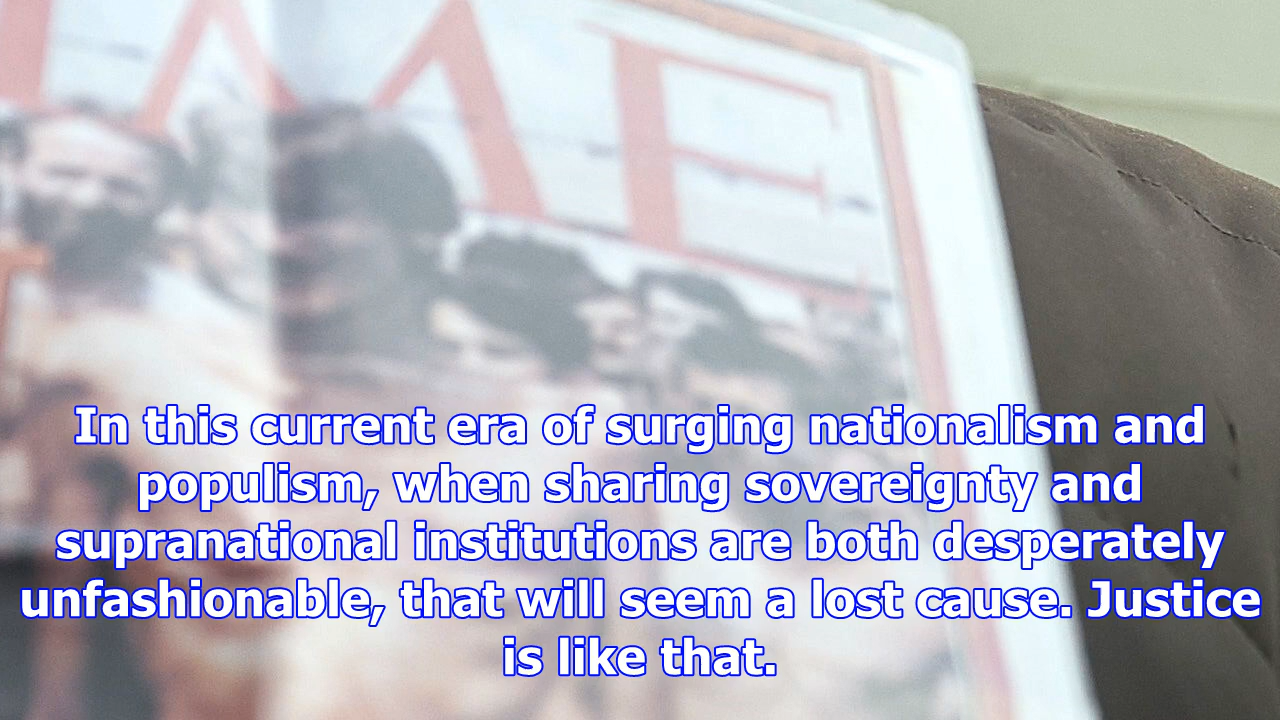 IME
In this current era of surging nationalism and
populism, when sharing sovereignty and
supranational institutions are both desperately
unfashionable, that will seem a lost cause. Justice
is like that.